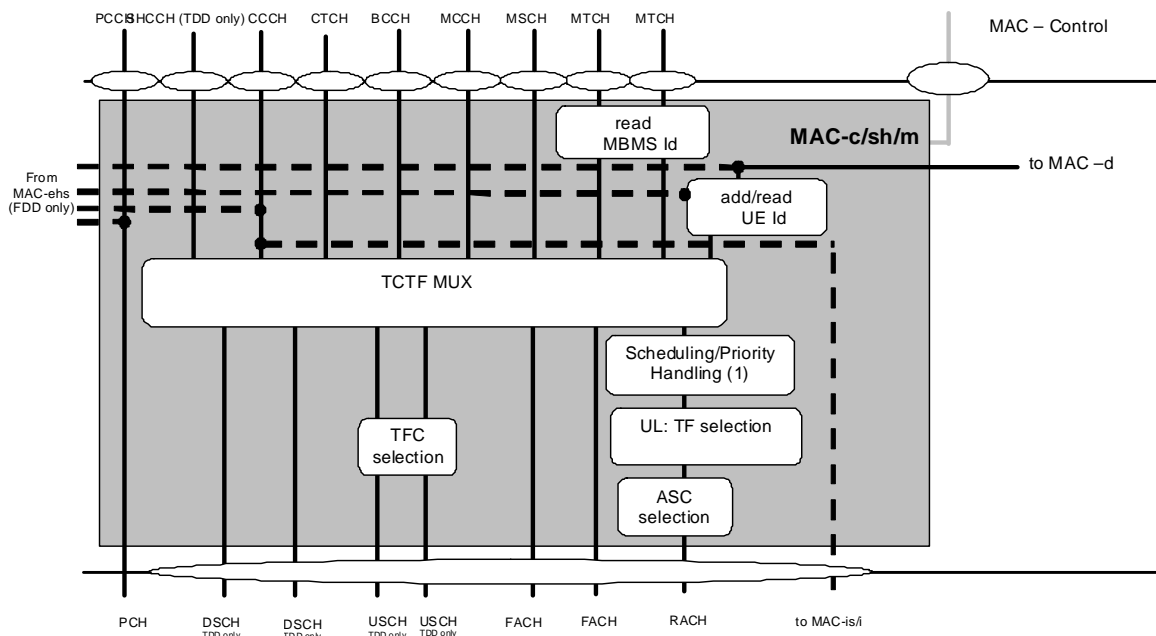 PCCH SHCCH (TDD only) CCCH CTCH BCCH MCCH MSCH MTCH MTCH
MAC – Control
read
MBMS Id
MAC-c/sh/m
From
MAC-ehs
(FDD only)
to MAC –d
add/read
UE Id
TCTF MUX
Scheduling/Priority
Handling (1)
UL: TF selection
TFC
selection
ASC
selection
PCH
DSCH
TDD only
DSCH
TDD only
USCH
TDD only
USCH
TDD only
FACH
FACH
RACH
to MAC-is/i